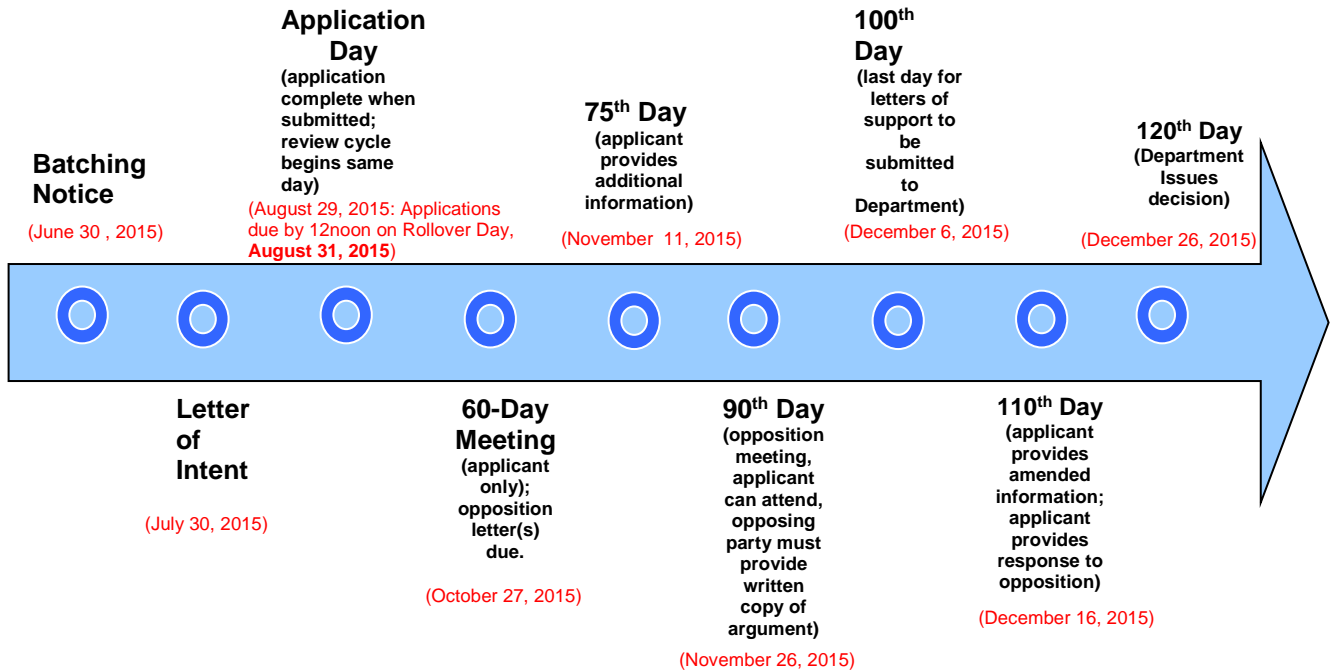 Batching
Notice
(June 30 , 2015)
Letter
of
Intent
(July 30, 2015)
Application
Day
(application
complete when
submitted;
review cycle
begins same
day)
(August 29, 2015: Applications
due by 12noon on Rollover Day,
August 31, 2015)
60-Day
Meeting
(applicant
only);
opposition
letter(s)
due.
(October 27, 2015)
75th Day
(applicant
provides
additional
information)
(November 11, 2015)
90th Day
(opposition
meeting,
applicant
can attend,
opposing
party must
provide
written
copy of
argument)
(November 26, 2015)
100th
Day
(last day for
letters of
support to
be
submitted
to
Department)
(December 6, 2015)
110th Day
(applicant
provides
amended
information;
applicant
provides
response to
opposition)
(December 16, 2015)
120th Day
(Department
Issues
decision)
(December 26, 2015)